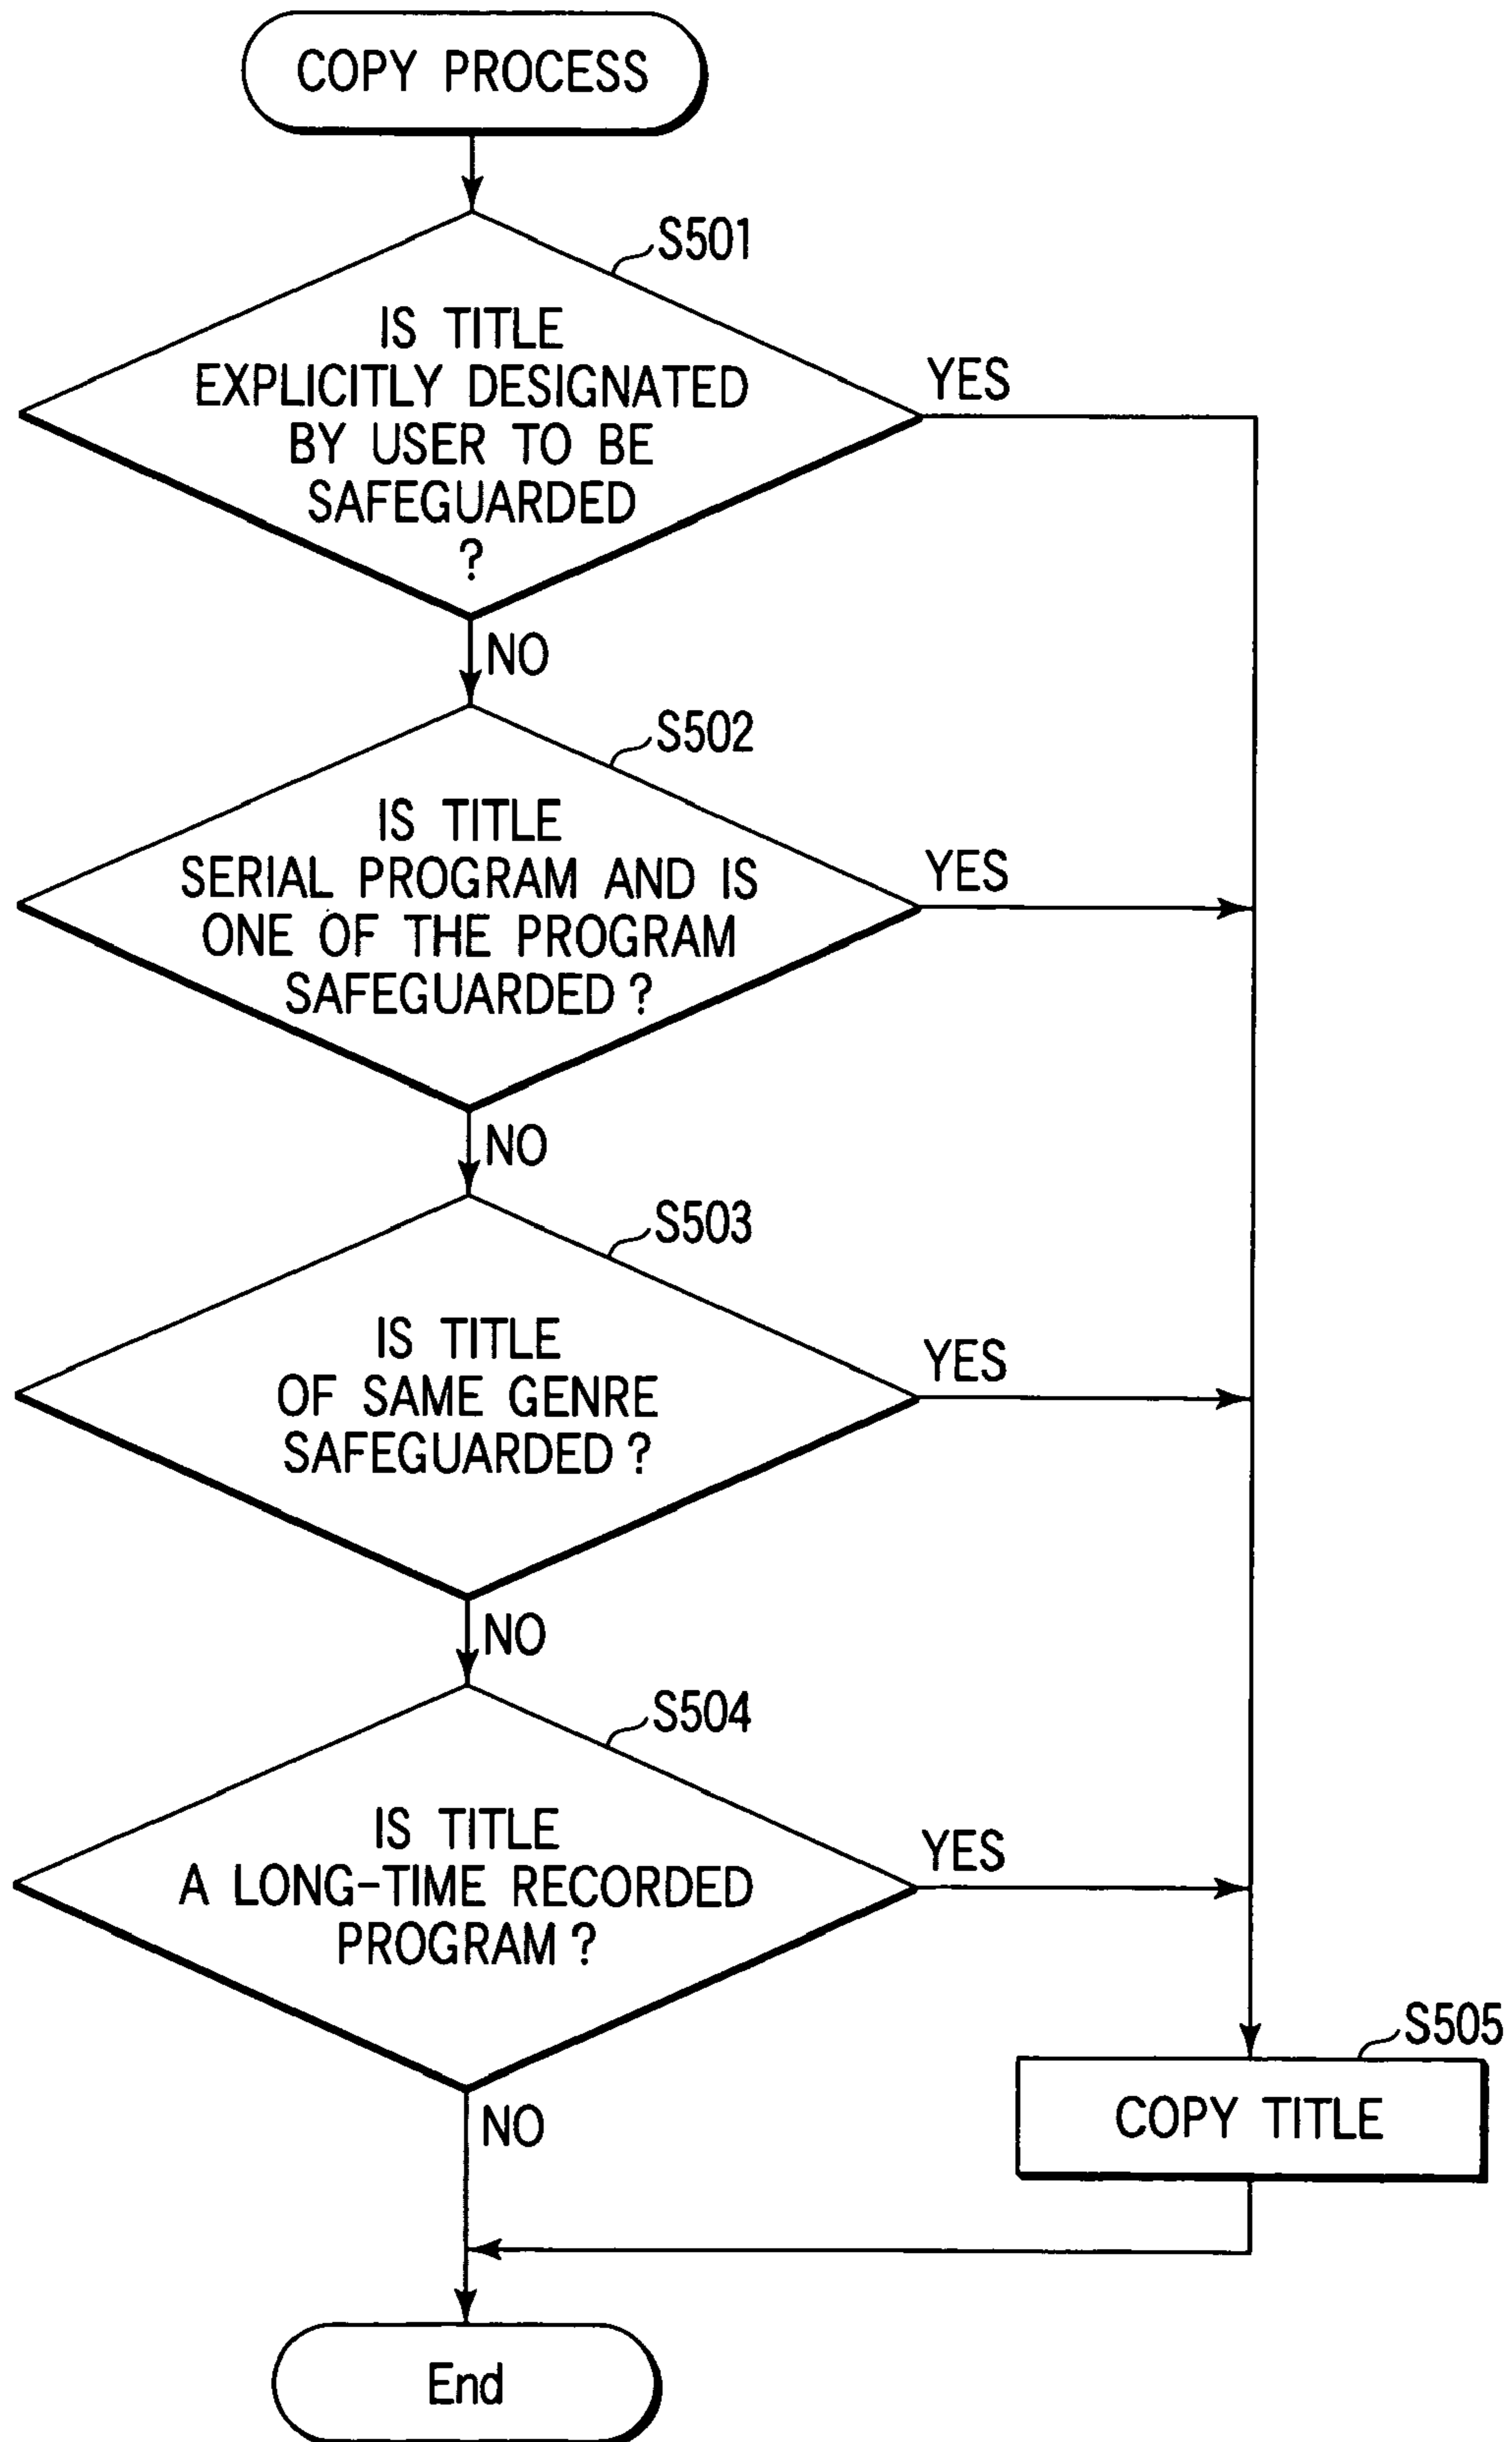 COPY PROCESS
S501
IS TITLE
EXPLICITLY DESIGNATED
BY USER TO BE
SAFEGUARDED
?
YES
NO
S502
IS TITLE
SERIAL PROGRAM AND IS
ONE OF THE PROGRAM
SAFEGUARDED ?
YES
NO
S503
IS TITLE
OF SAME GENRE
SAFEGUARDED ?
YES
NO
S504
IS TITLE
A LONG-TIME RECORDED
PROGRAM ?
YES
NO
S505
COPY TITLE
End